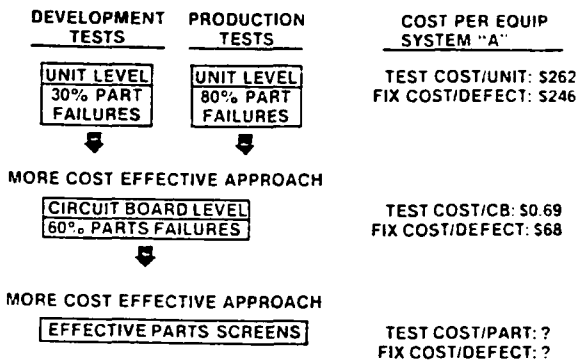 DEVELOPMENT TESTS
PRODUCTION TESTS
COST PER EQUIP
SYSTEM "A"
UNIT LEVEL
30% PART
FAILURES
UNIT LEVEL
80% PART
FAILURES
TEST COST/UNIT: $262
FIX COST/DEFECT: $246
MORE COST EFFECTIVE APPROACH
CIRCUIT BOARD LEVEL
60% PARTS FAILURES
TEST COST/CB: $0.69
FIX COST/DEFECT: $68
MORE COST EFFECTIVE APPROACH
EFFECTIVE PARTS SCREENS
TEST COST/PART: ?
FIX COST/DEFECT: ?